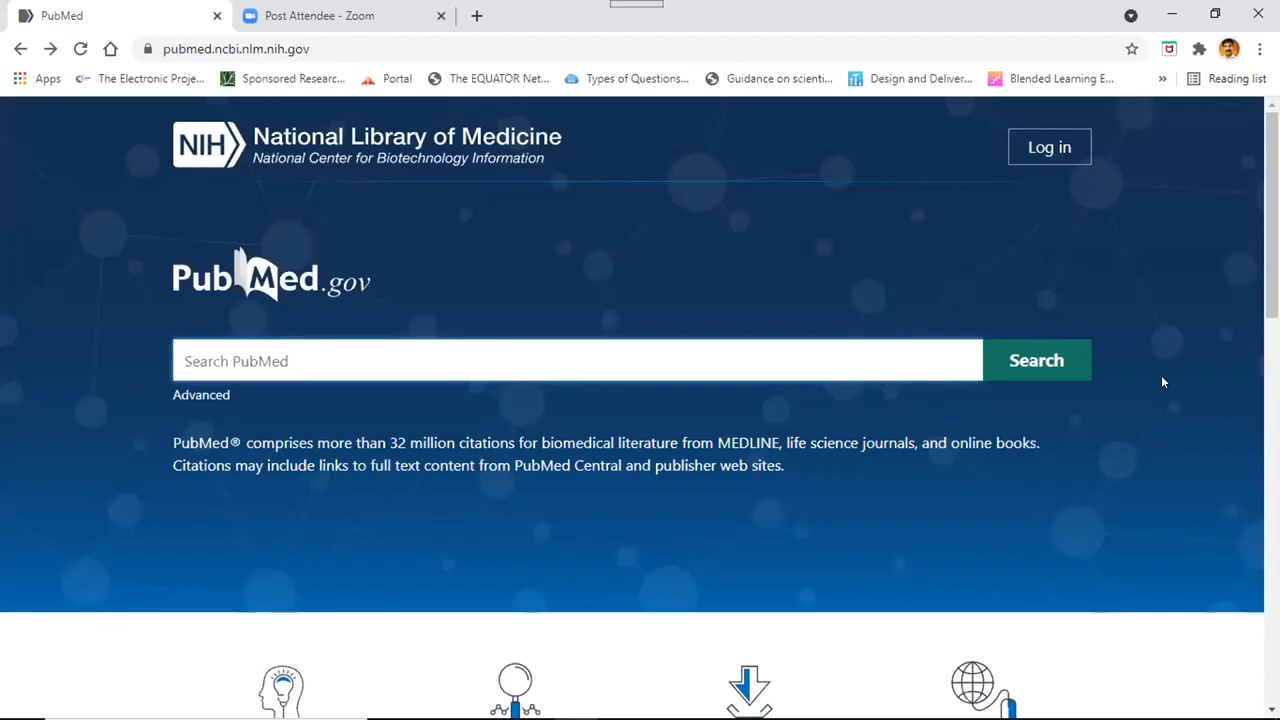 PubMed
Post Attendee - Zoom
pubmed.ncbi.nlm.nih.gov
Apps
The Electronic Proje...
Sponsored Researc...
Portal
The EQUATOR Net...
Types of Questions...
Guidance on scienti...
Design and Deliver...
Blended Learning E...
»
Reading list
NIH
National Library of Medicine
National Center for Biotechnology Information
Log in
PubMed.gov
Search PubMed
Search
Advanced
PubMed® comprises more than 32 million citations for biomedical literature from MEDLINE, life science journals, and online books.
Citations may include links to full text content from PubMed Central and publisher web sites.